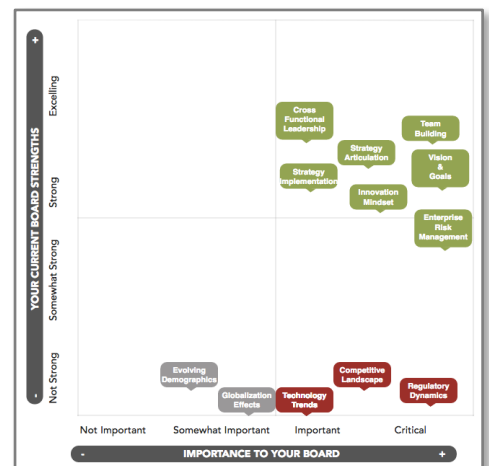 +
YOUR CURRENT BOARD STRENGTHS
-
Excelling
Strong
Somewhat Strong
Not Strong
Cross
Functional
Leadership
Team
Building
Strategy
Articulation
Vision
&
Goals
Strategy
Implementation
Innovation
Mindset
Enterprise
Risk
Management
Evolving
Demographics
Competitive
Landscape
Globalization
Effects
Technology
Trends
Regulatory
Dynamics
Not Important
Somewhat Important
Important
Critical
-
IMPORTANCE TO YOUR BOARD
+